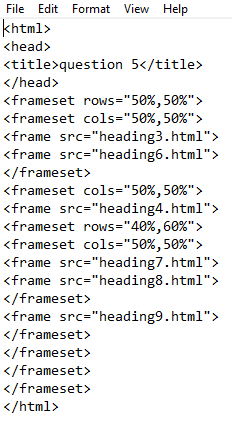 File Edit Format View Help
<html>
<head>
<title>question 5</title>
</head>
<frameset rows="50%,50%">
<frameset cols="50%,50%">
<frame src="heading3.html">
<frame src="heading6.html">
</frameset>
<frameset cols="50%,50%">
<frame src="heading4.html">
<frameset rows="40%,60%">
<frameset cols="50%,50%">
<frame src="heading7.html">
<frame src="heading8.html">
</frameset>
<frame src="heading9.html">
</frameset>
</frameset>
</frameset>
</frameset>
</html>